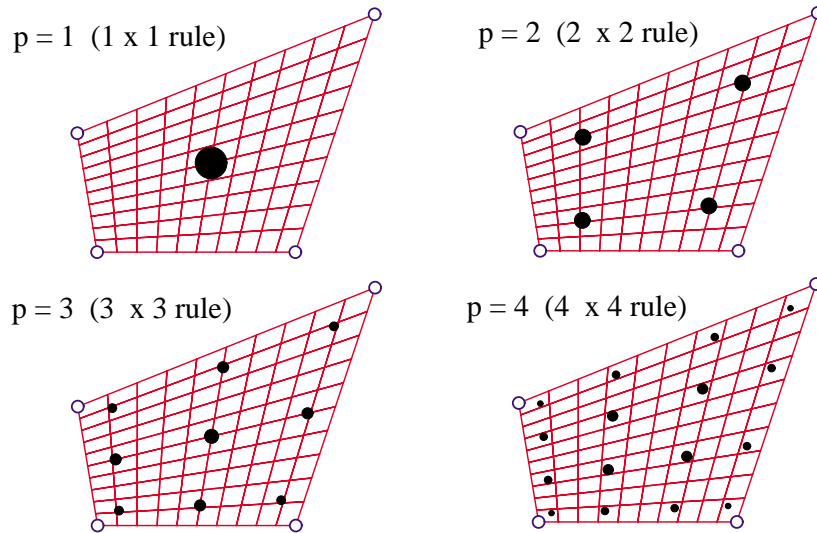 p = 1 (1 x 1 rule)
p = 2 (2 x 2 rule)
p = 3 (3 x 3 rule)
p = 4 (4 x 4 rule)